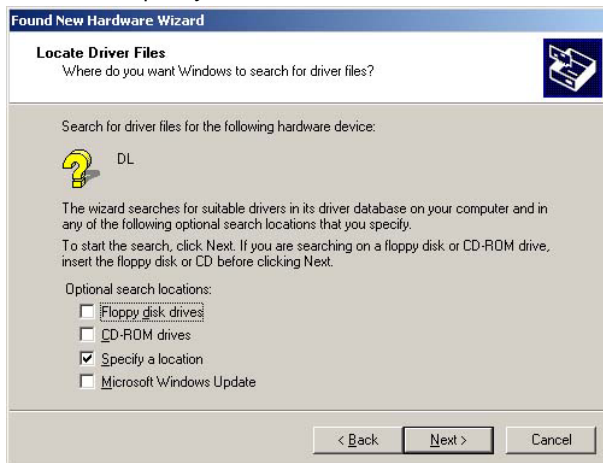 Found New Hardware Wizard
Locate Driver Files
Where do you want Windows to search for driver files?
Search for driver files for the following hardware device:
DL
The wizard searches for suitable drivers in its driver database on your computer and in
any of the following optional search locations that you specify.
To start the search, click Next. If you are searching on a floppy disk or CD-ROM drive,
insert the floppy disk or CD before clicking Next.
Optional search locations:
Floppy disk drives
CD-ROM drives
Specify a location
Microsoft Windows Update
< Back Next > Cancel